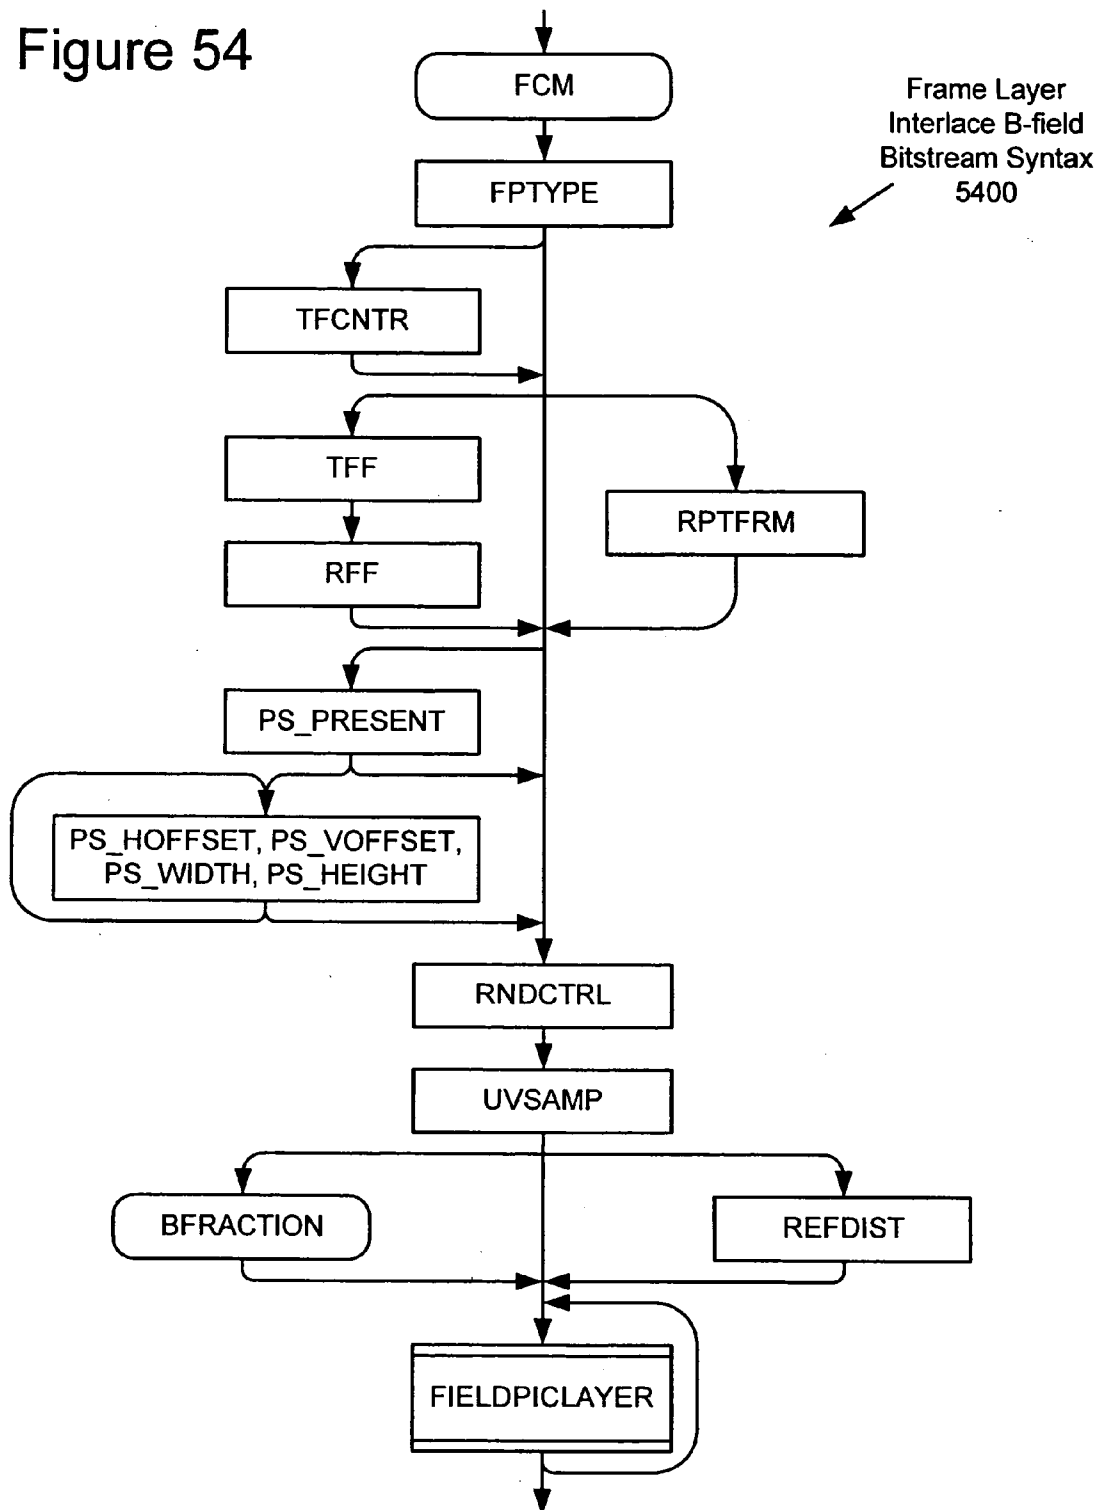 Figure 54
FCM
Frame Layer
Interlace B-field
Bitstream Syntax
5400
FPTYPE
TFCNTR
TFF
RPTFRM
RFF
PS_PRESENT
PS_HOFFSET, PS_VOFFSET,
PS_WIDTH, PS_HEIGHT
RNDCTRL
UVSAMP
BFRACTION
REFDIST
FIELDPICLAYER